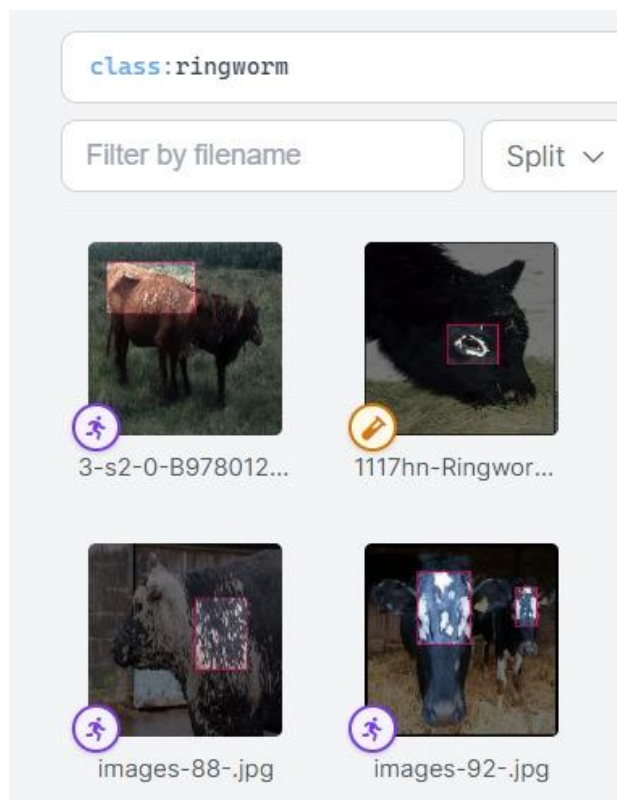 class:ringworm
Filter by filename
Split
3-s2-0-B978012...
1117hn-Ringwor...
images-88-.jpg
images-92-.jpg